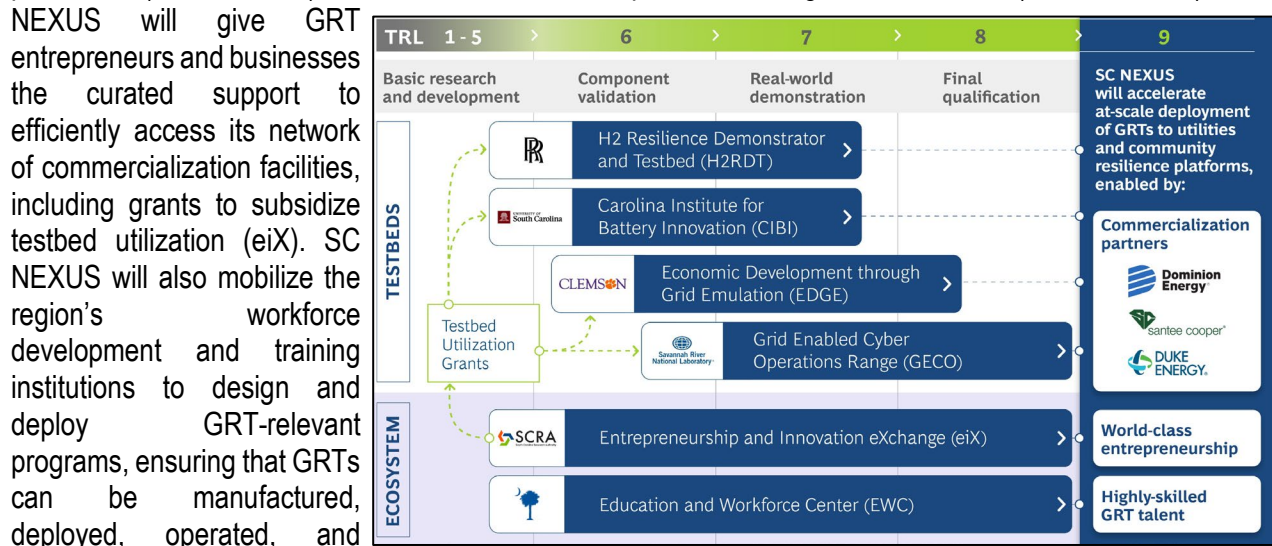 NEXUS will give GRT
entrepreneurs and businesses
the curated support to
efficiently access its network
of commercialization facilities,
including grants to subsidize
testbed utilization (eiX). SC
NEXUS will also mobilize the
region's workforce
development and training
institutions to design and
deploy GRT-relevant
programs, ensuring that GRTs
can be manufactured,
deployed, operated, and
TRL 1-5 6 7 8 9
Basic research
and development
Component
validation
Real-world
demonstration
Final
qualification
SC NEXUS
will accelerate
at-scale deployment
of GRTs to utilities
and community
resilience platforms,
enabled by:
TESTBEDS
RR
H2 Resilience Demonstrator
and Testbed (H2RDT)
UNIVERSITY OF
South Carolina
Carolina Institute for
Battery Innovation (CIBI)
CLEMSON
Economic Development through
Grid Emulation (EDGE)
Testbed
Utilization
Grants
Savannah River
National Laboratory
Grid Enabled Cyber
Operations Range (GECO)
Commercialization
partners
Dominion
Energy®
santee cooper®
DUKE
ENERGY®
ECOSYSTEM
SCRA
Entrepreneurship and Innovation eXchange (eiX)
World-class
entrepreneurship
Education and Workforce Center (EWC)
Highly-skilled
GRT talent